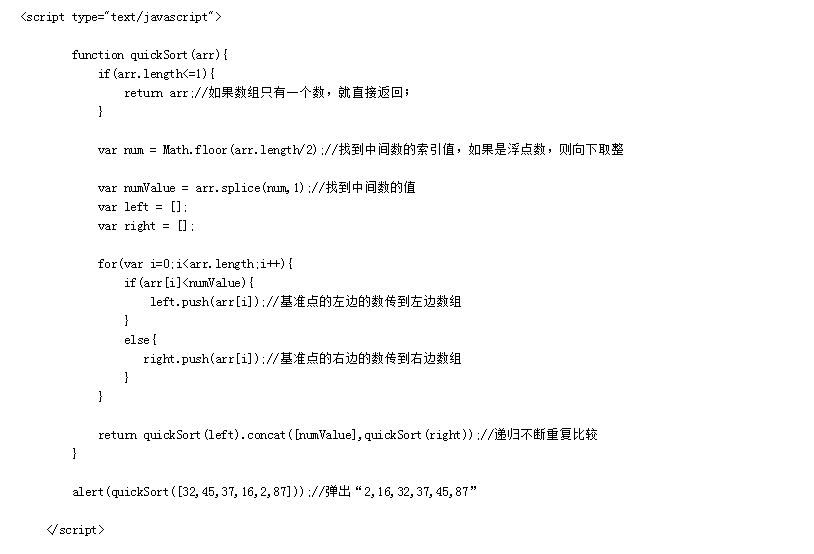 <script type="text/javascript">
function quickSort(arr){
if(arr.length<=1){
return arr;//如果数组只有一个数，就直接返回；
}
var num = Math.floor(arr.length/2);//找到中间数的索引值，如果是浮点数，则向下取整
var numValue = arr.splice(num,1);//找到中间数的值
var left = [];
var right = [];
for(var i=0;i<arr.length;i++){
if(arr[i]<numValue){
left.push(arr[i]);//基准点的左边的数传到左边数组
}
else{
right.push(arr[i]);//基准点的右边的数传到右边数组
}
}
return quickSort(left).concat([numValue],quickSort(right));//递归不断重复比较
}
alert(quickSort([32,45,37,16,2,87]));//弹出“2,16,32,37,45,87”
</script>